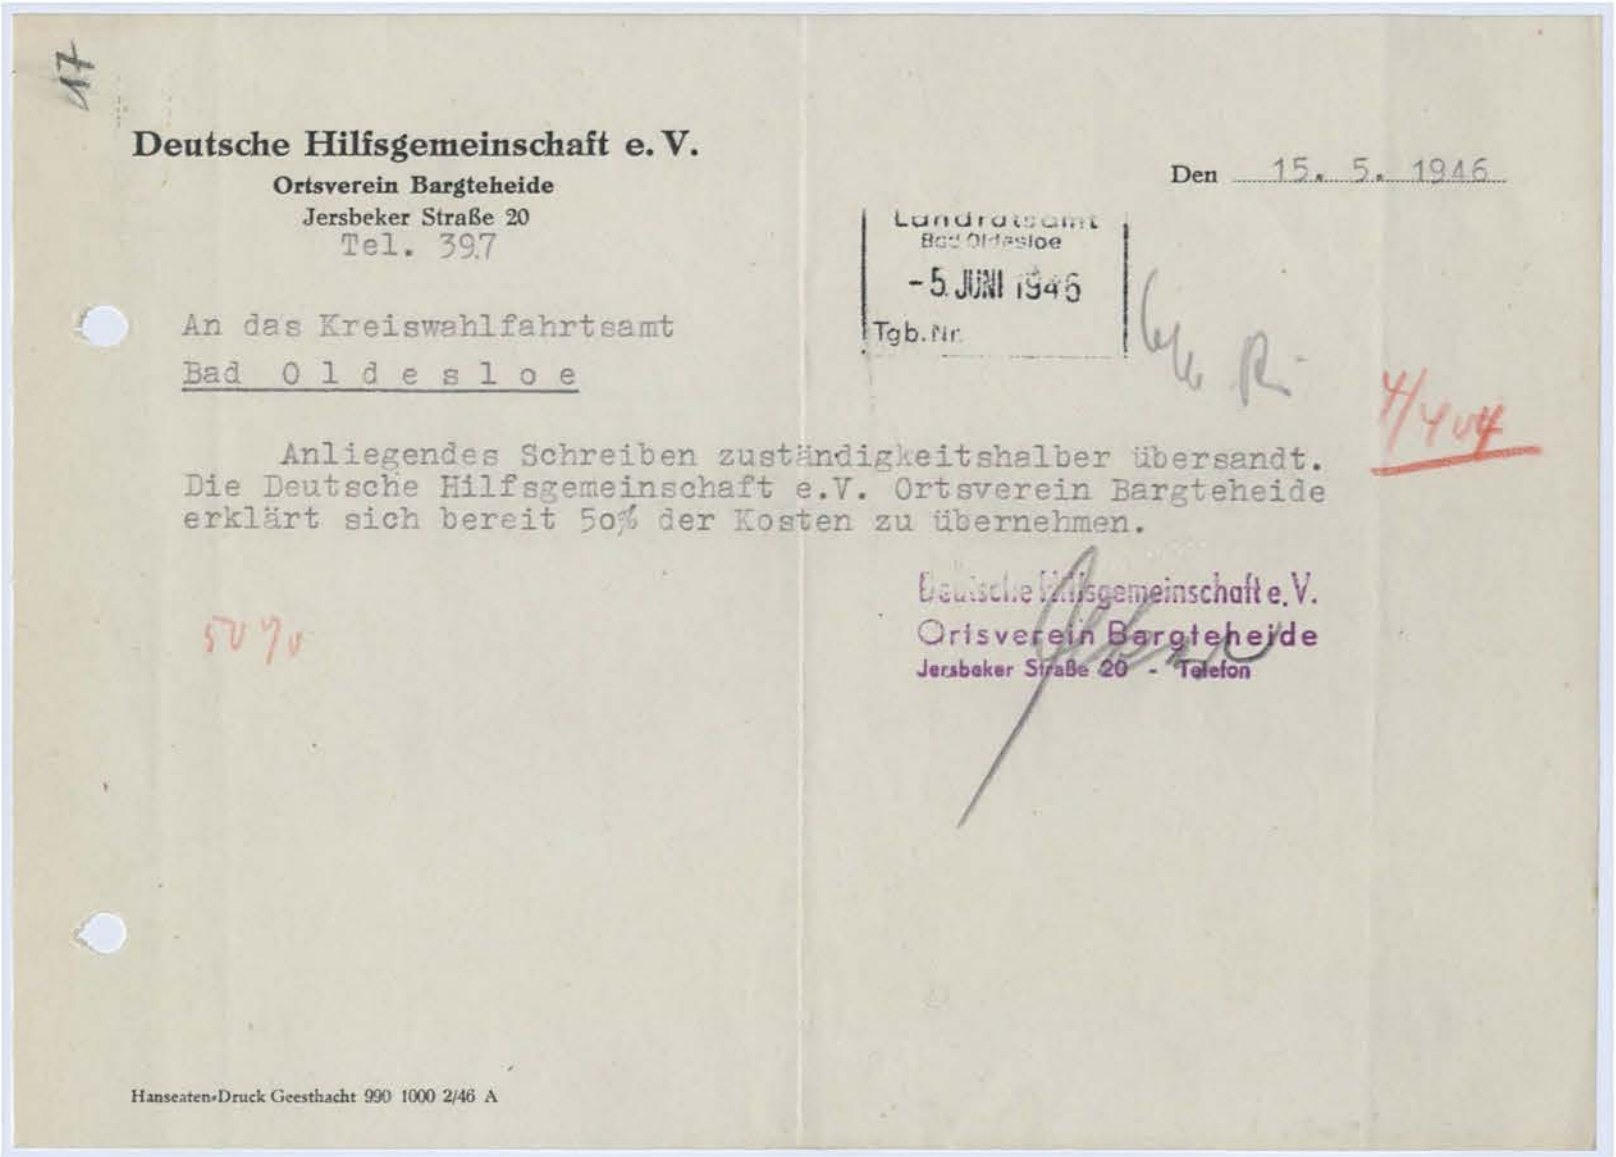 17
Deutsche Hilfsgemeinschaft e. V.
Ortsverein Bargteheide
Jersbeker Straße 20
Tel. 397
Den 15. 5. 1946
Landratsamt
Bad Oldesloe
-5. JUNI 1946
Tgb. Nr.
An das Kreiswahlfahrtsamt
Bad O l d e s l o e
4/404
Anliegendes Schreiben zuständigkeitshalber übersandt.
Die Deutsche Hilfsgemeinschaft e.V. Ortsverein Bargteheide
erklärt sich bereit 50% der Kosten zu übernehmen.
Deutsche Hilfsgemeinschaft e. V.
Ortsverein Bargteheide
Jersbeker Straße 20 - Telefon
50 %
Hanseaten-Druck Geesthacht 990 1000 2/46 A